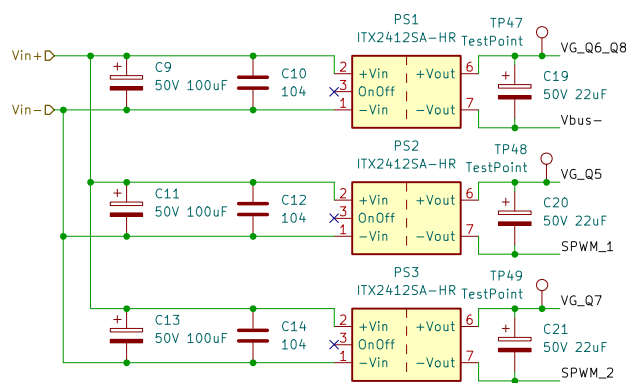 PS1
ITX2412SA-HR
TP47
TestPoint
VG_Q6_Q8
Vin+
Vin-
+
C9
50V 100uF
C10
104
2
3
1
+Vin
OnOff
-Vin
+Vout
-Vout
6
7
+
C19
50V 22uF
Vbus-
PS2
ITX2412SA-HR
TP48
TestPoint
VG_Q5
+
C11
50V 100uF
C12
104
2
3
1
+Vin
OnOff
-Vin
+Vout
-Vout
6
7
+
C20
50V 22uF
SPWM_1
PS3
ITX2412SA-HR
TP49
TestPoint
VG_Q7
+
C13
50V 100uF
C14
104
2
3
1
+Vin
OnOff
-Vin
+Vout
-Vout
6
7
+
C21
50V 22uF
SPWM_2